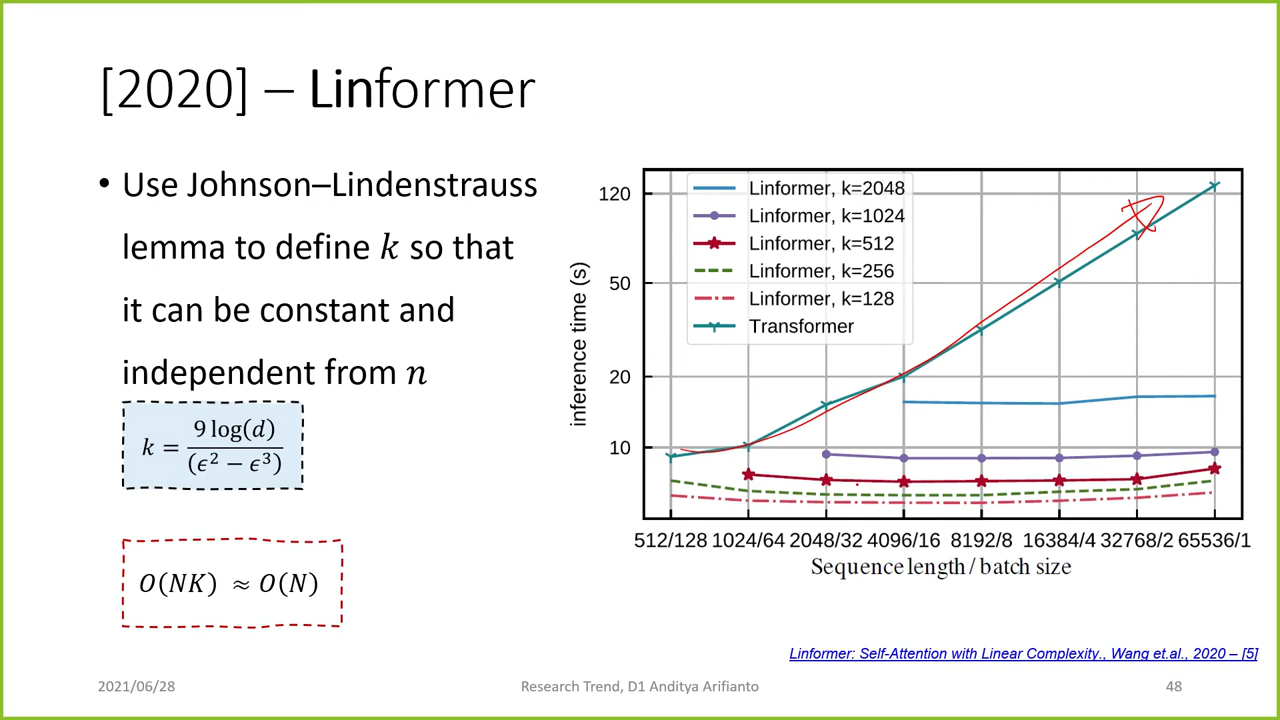 [2020] – Linformer
• Use Johnson–Lindenstrauss
lemma to define k so that
it can be constant and
independent from n
k = 9 log(d) / (ϵ² − ϵ³)
O(NK) ≈ O(N)
Linformer, k=2048
Linformer, k=1024
Linformer, k=512
Linformer, k=256
Linformer, k=128
Transformer
inference time (s)
120
50
20
10
512/128 1024/64 2048/32 4096/16 8192/8 16384/4 32768/2 65536/1
Sequence length / batch size
Linformer: Self-Attention with Linear Complexity., Wang et.al., 2020 – [5]
2021/06/28
Research Trend, D1 Anditya Arifianto
48